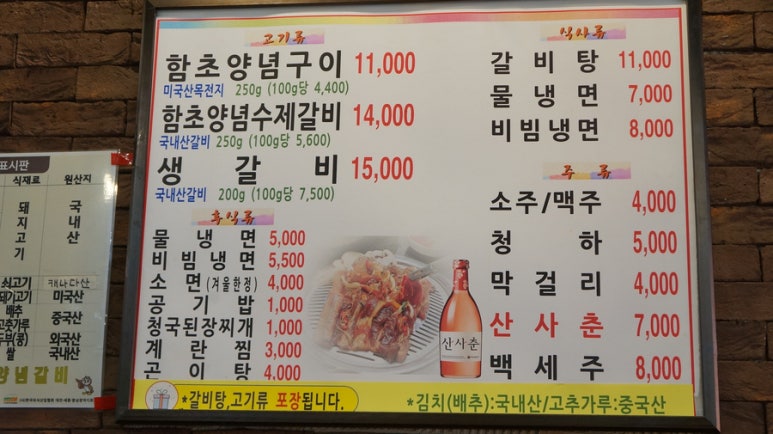 고기류
함초양념구이 11,000
미국산목전지 250g (100g당 4,400)
함초양념수제갈비 14,000
국내산갈비 250g (100g당 5,600)
생갈비 15,000
국내산갈비 200g (100g당 7,500)
후식류
물냉면 5,000
비빔냉면 5,500
소면(겨울한정) 4,000
공기밥 1,000
청국된장찌개 1,000
계란찜 3,000
고이탕 4,000
식사류
갈비탕 11,000
물냉면 7,000
비빔냉면 8,000
주류
소주/맥주 4,000
청하 5,000
막걸리 4,000
산사춘 7,000
백세주 8,000
산사춘
*갈비탕,고기류 포장됩니다.
*김치(배추):국내산/고추가루:중국산
표시판
식재료 원산지
돼지고기 국내산
쇠고기 캐나다산
돼기고기 미국산
배추 중국산
고춧가루
두부(콩) 외국산
쌀 국내산
양념갈비